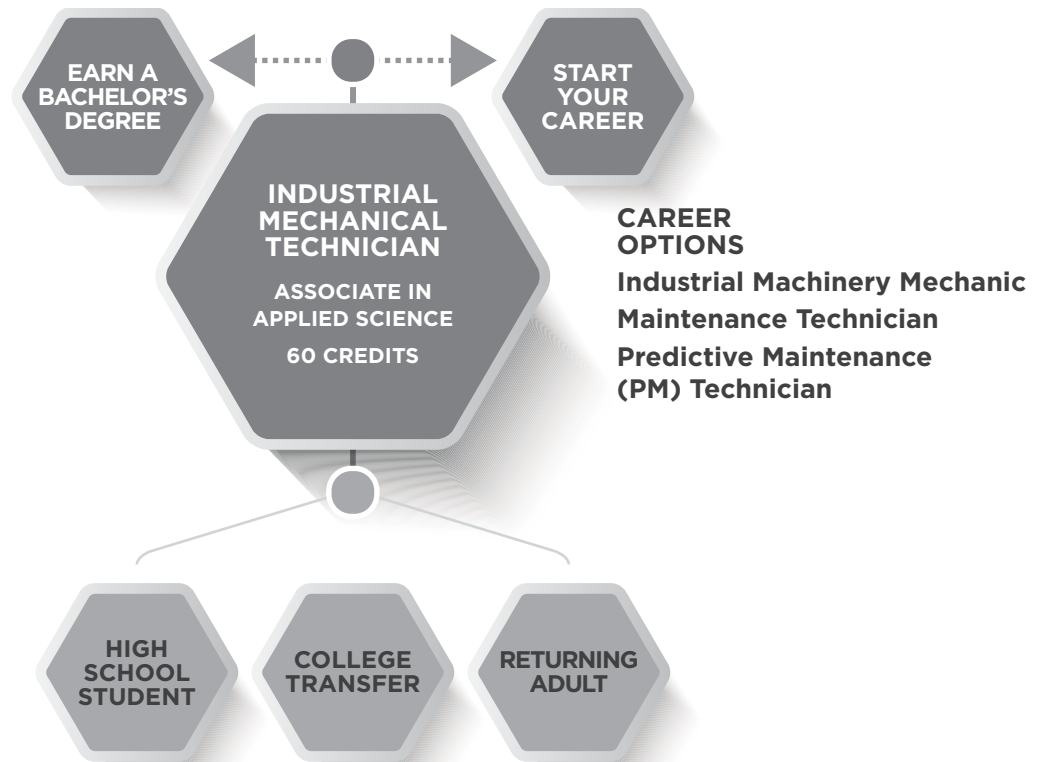 EARN A
BACHELOR'S
DEGREE
START
YOUR
CAREER
INDUSTRIAL
MECHANICAL
TECHNICIAN
ASSOCIATE IN
APPLIED SCIENCE
60 CREDITS
CAREER
OPTIONS
Industrial Machinery Mechanic
Maintenance Technician
Predictive Maintenance
(PM) Technician
HIGH
SCHOOL
STUDENT
COLLEGE
TRANSFER
RETURNING
ADULT